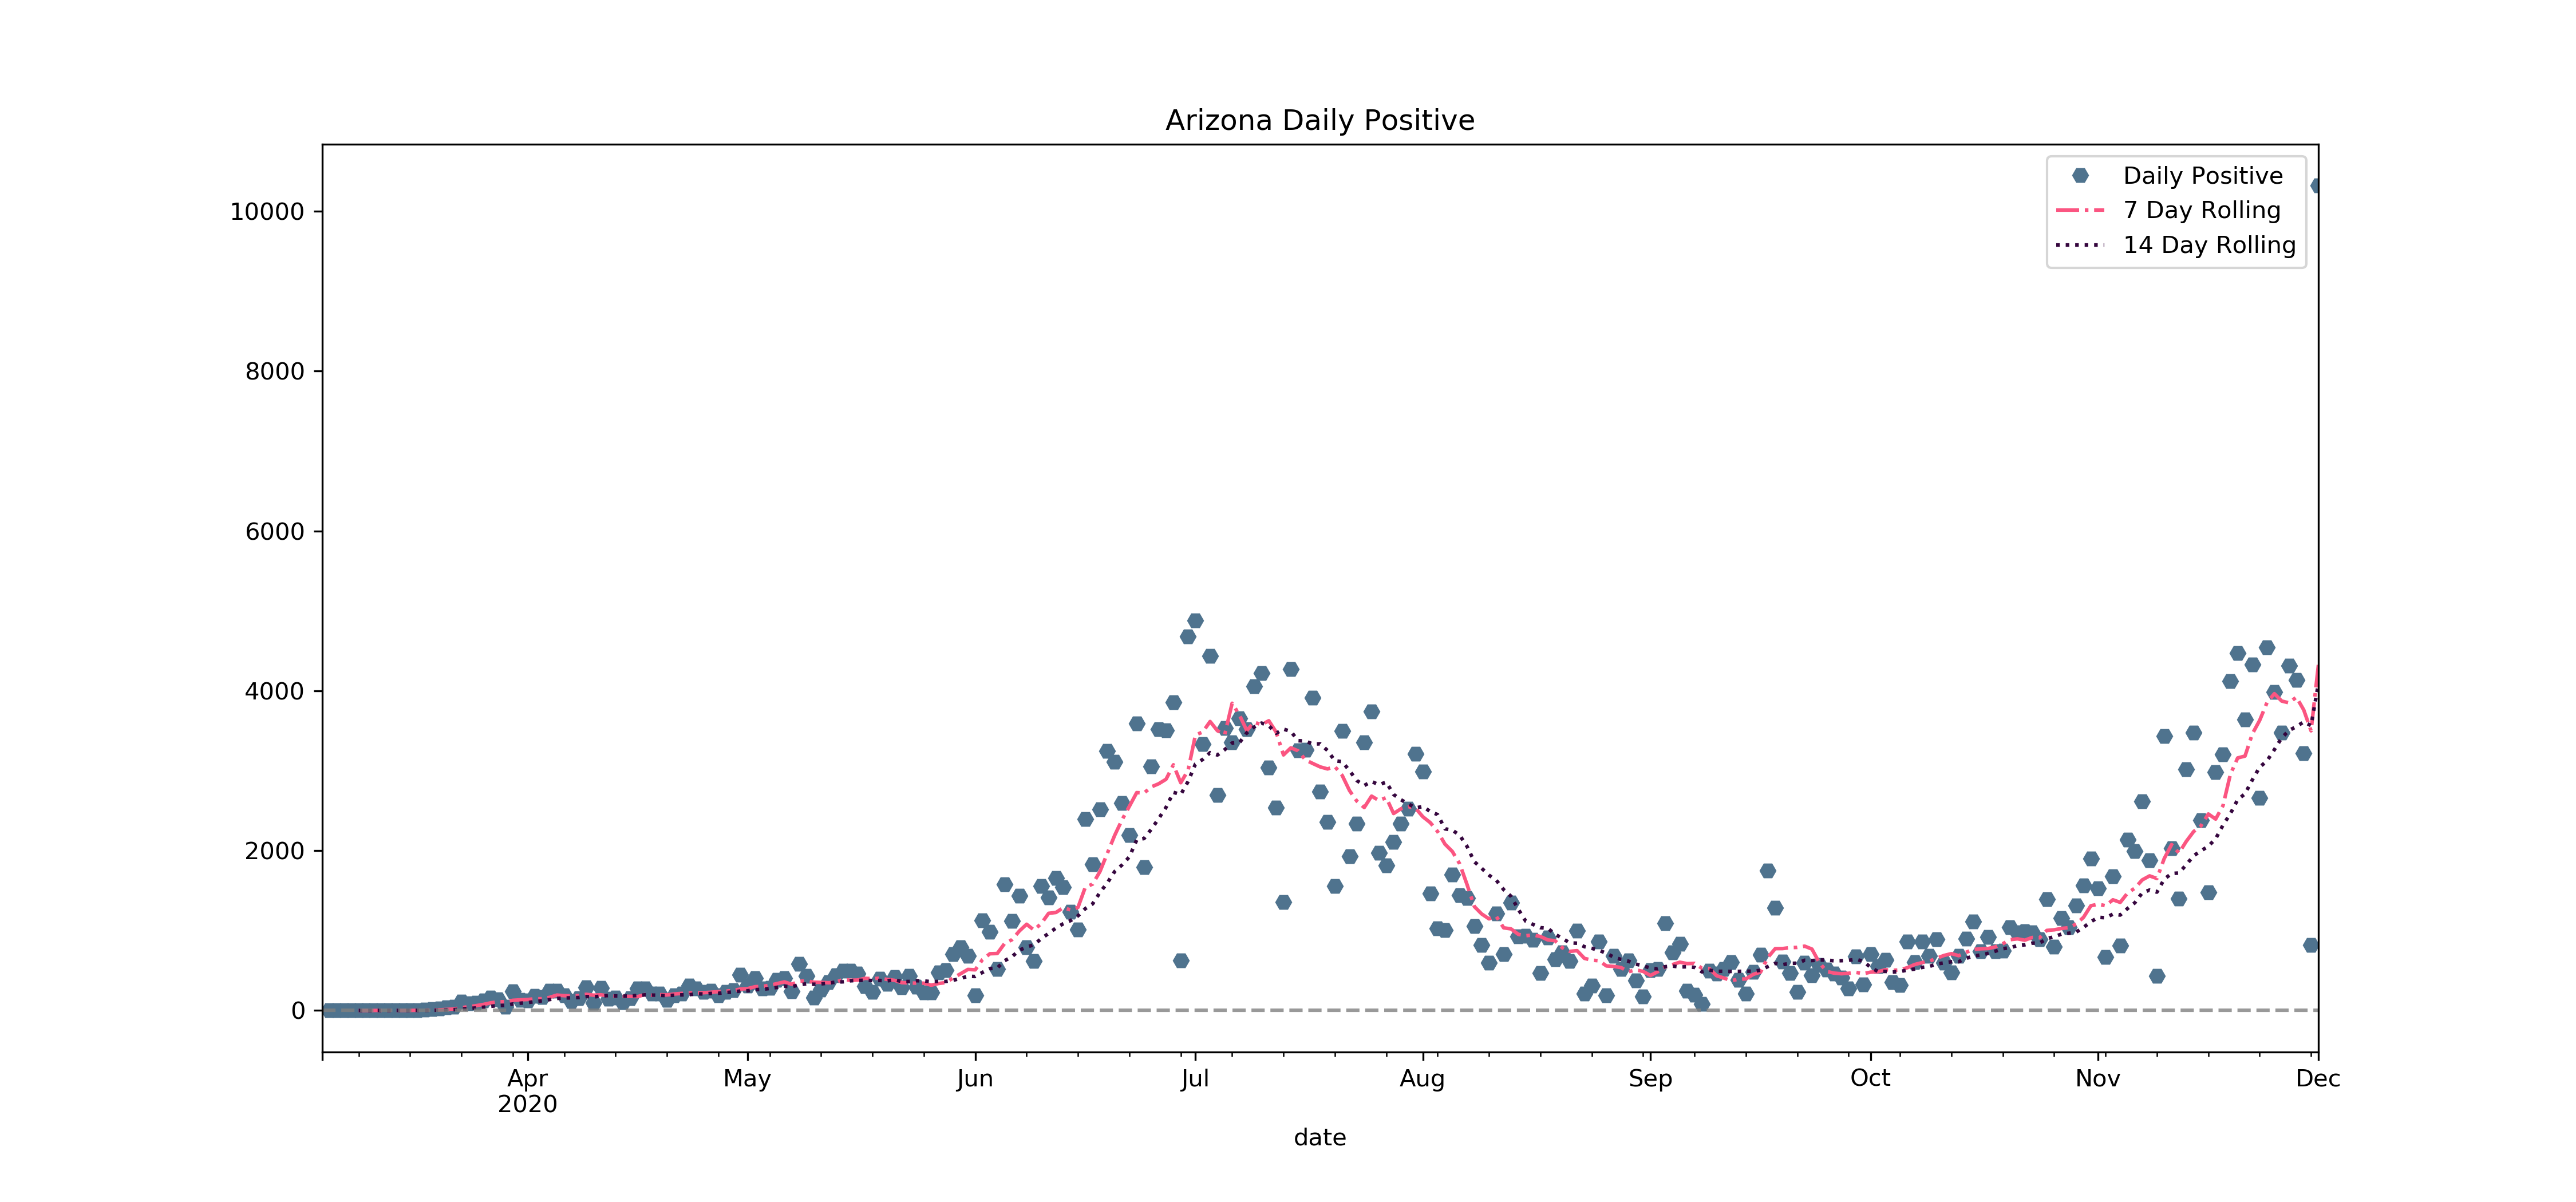 Arizona Daily Positive
Daily Positive
7 Day Rolling
14 Day Rolling
10000
8000
6000
4000
2000
0
Apr May Jun Jul Aug Sep Oct Nov Dec
2020
date